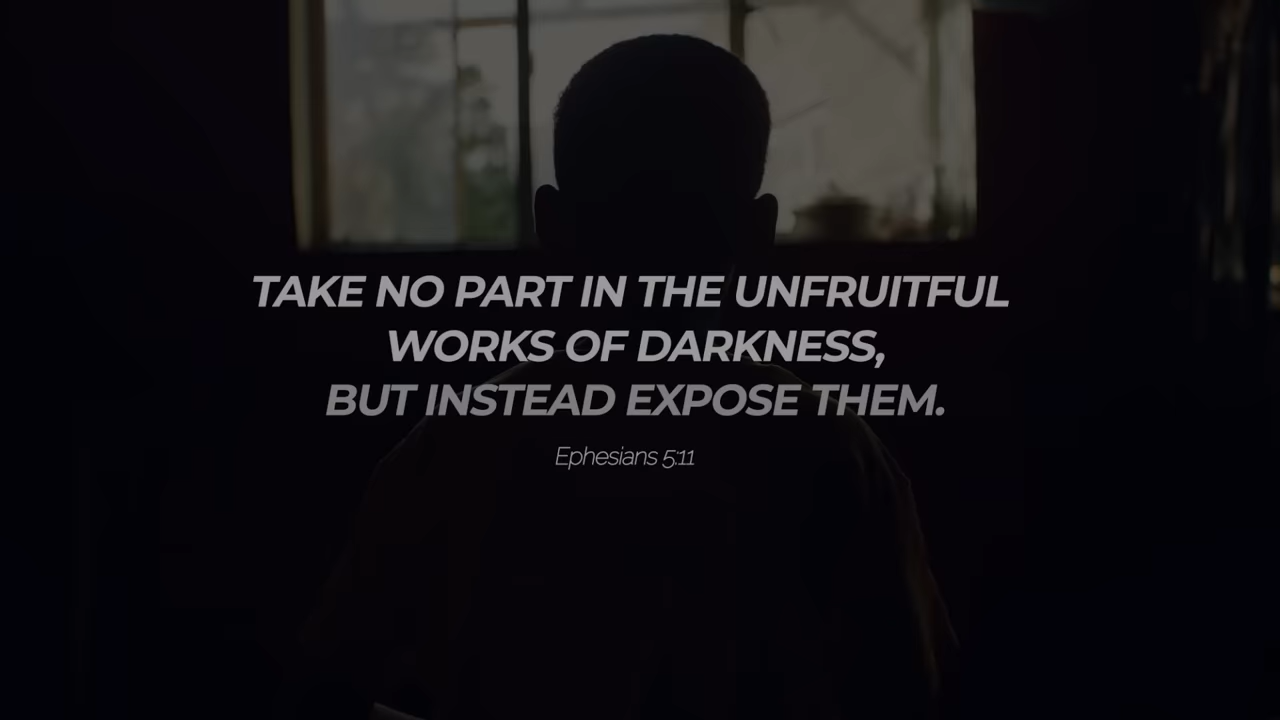 TAKE NO PART IN THE UNFRUITFUL
WORKS OF DARKNESS,
BUT INSTEAD EXPOSE THEM.
Ephesians 5:11